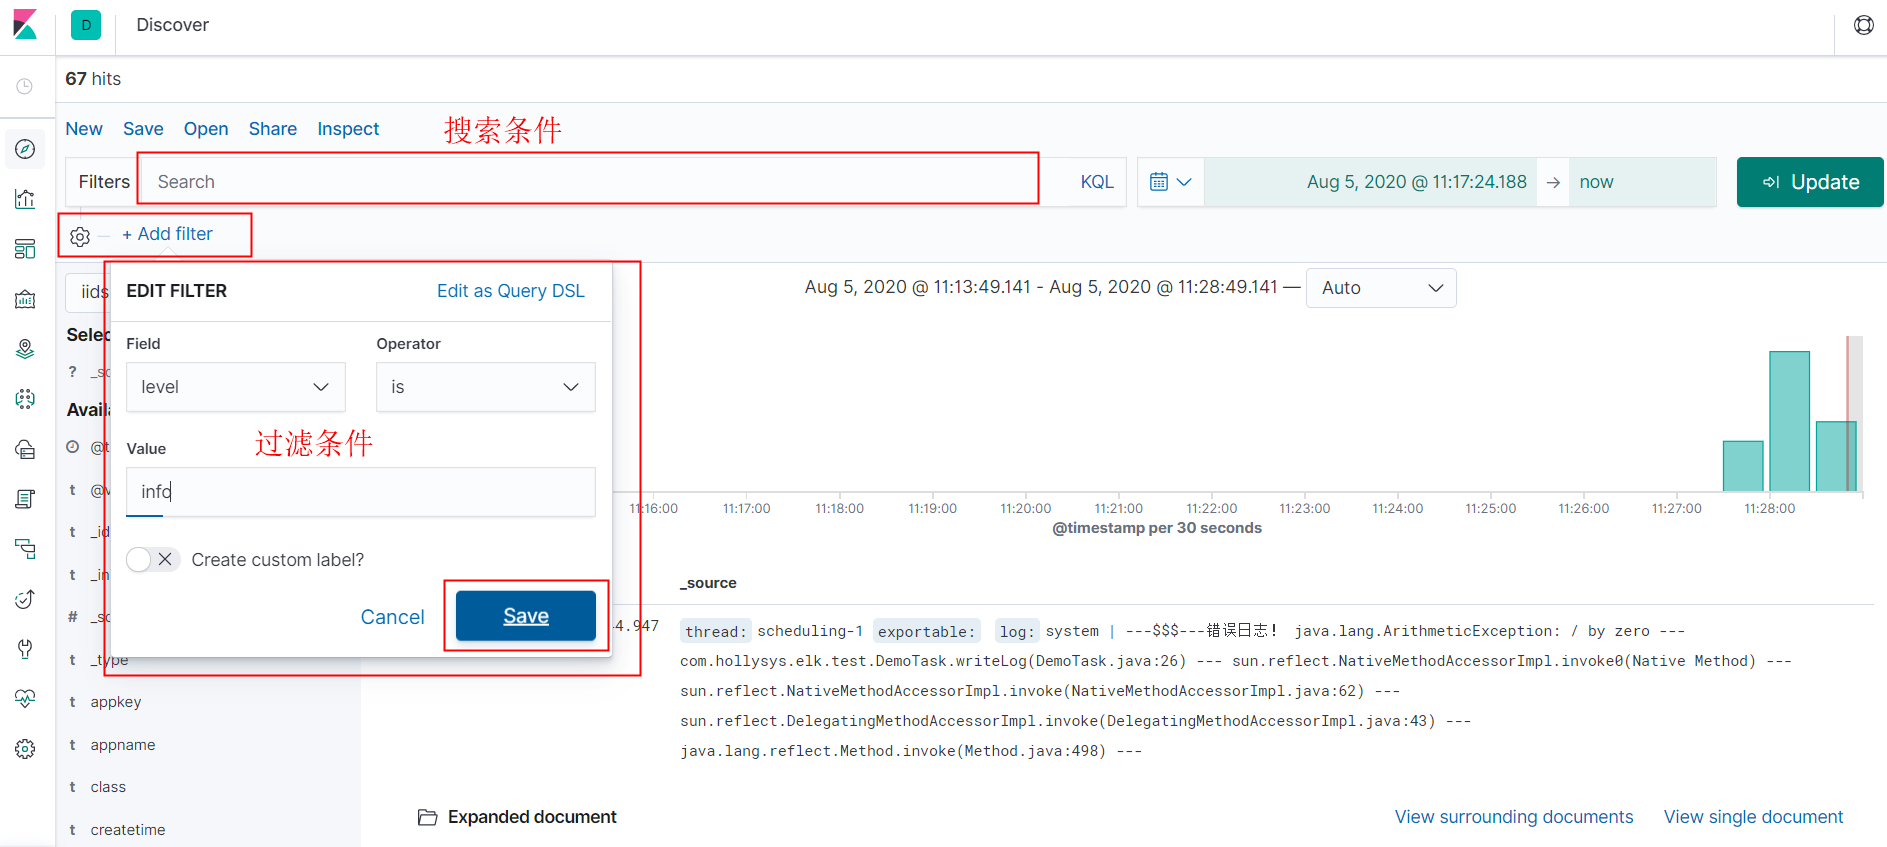 D Discover
67 hits
New Save Open Share Inspect 搜索条件
Filters Search KQL Aug 5, 2020 @ 11:17:24.188 → now Update
+ Add filter
iids
EDIT FILTER Edit as Query DSL
Aug 5, 2020 @ 11:13:49.141 - Aug 5, 2020 @ 11:28:49.141 — Auto
Selec
Field Operator
? _sc
level is
Availa
Value 过滤条件
@t
t @v
info
11:16:00 11:17:00 11:18:00 11:19:00 11:20:00 11:21:00 11:22:00 11:23:00 11:24:00 11:25:00 11:26:00 11:27:00 11:28:00
@timestamp per 30 seconds
t _id
Create custom label?
t _in
_source
# _sc
Cancel Save
4.947
thread: scheduling-1 exportable: log: system | ---$$$---错误日志! java.lang.ArithmeticException: / by zero ---
com.hollysys.elk.test.DemoTask.writeLog(DemoTask.java:26) --- sun.reflect.NativeMethodAccessorImpl.invoke0(Native Method) ---
t _type
sun.reflect.NativeMethodAccessorImpl.invoke(NativeMethodAccessorImpl.java:62) ---
t appkey
sun.reflect.DelegatingMethodAccessorImpl.invoke(DelegatingMethodAccessorImpl.java:43) ---
t appname
java.lang.reflect.Method.invoke(Method.java:498) ---
t class
Expanded document View surrounding documents View single document
t createtime